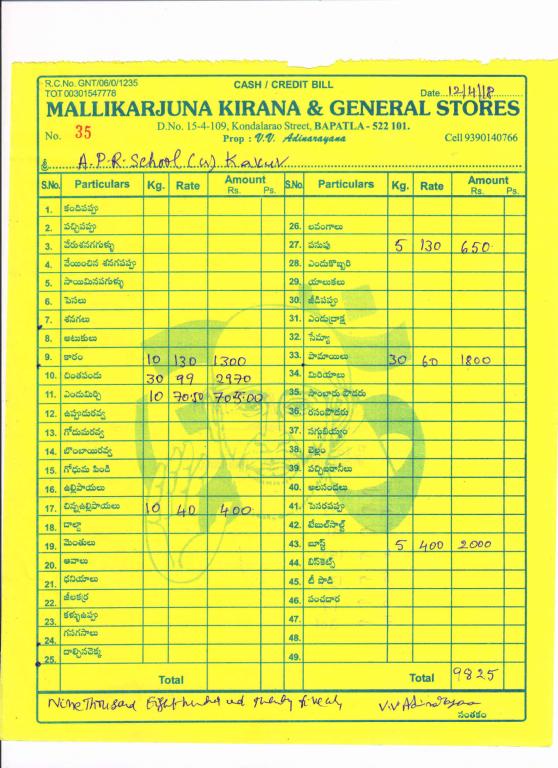 R.C.No. GNT/06/0/1235
TOT 00301547778
CASH / CREDIT BILL
Date 12/4/18
MALLIKARJUNA KIRANA & GENERAL STORES
No. 35
D.No. 15-4-109, Kondalarao Street, BAPATLA - 522 101.
Prop : V.V. Adinarayana
Cell 9390140766
శ్రీ A.P.R. School
S.No. Particulars Kg. Rate Amount Rs. Ps. S.No. Particulars Kg. Rate Amount Rs. Ps.
1. కందిపప్పు
2. పచ్చిపప్పు
3. వేరుశనగగుళ్ళు
4. వేయించిన శనగపప్పు
5. సాయిమినపగుళ్ళు
6. పెసలు
7. శనగలు
8. అటుకులు
9. కారం 10 130 1300
10. చింతపండు 30 99 2970
11. ఎండుమిర్చి 10 70.50 705.00
12. ఉప్పుడురవ్వ
13. గోదుమరవ్వ
14. బొంబాయిరవ్వ
15. గోధుమ పిండి
16. ఉల్లిపాయలు
17. చిన్నఉల్లిపాయలు 10 40 400
18. దాల్డా
19. మెంతులు
20. ఆవాలు
21. ధనియాలు
22. జీలకర్ర
23. కళ్ళుఉప్పు
24. గసగసాలు
25. దాల్చినచెక్క
26. లవంగాలు
27. పసుపు 5 130 650
28. ఎండుకొబ్బరి
29. యాలుకలు
30. జీడిపప్పు
31. ఎండుద్రాక్ష
32. సేమ్యా
33. పామాయిలు 30 60 1800
34. మిరియాలు
35. సాంబారు పౌడరు
36. రసంపౌడరు
37. సగ్గుబియ్యం
38. బెల్లం
39. పచ్చిబఠానీలు
40. అలసందలు
41. పెసరపప్పు
42. టేబుల్‌సాల్ట్
43. బూస్ట్ 5 400 2000
44. బిస్‌కెట్స్
45. టీ పొడి
46. పంచదార
47.
48.
49.
Total Total 9825
Nine Thousand Eight hundred twenty five only
V.V Adinarayana
సంతకం